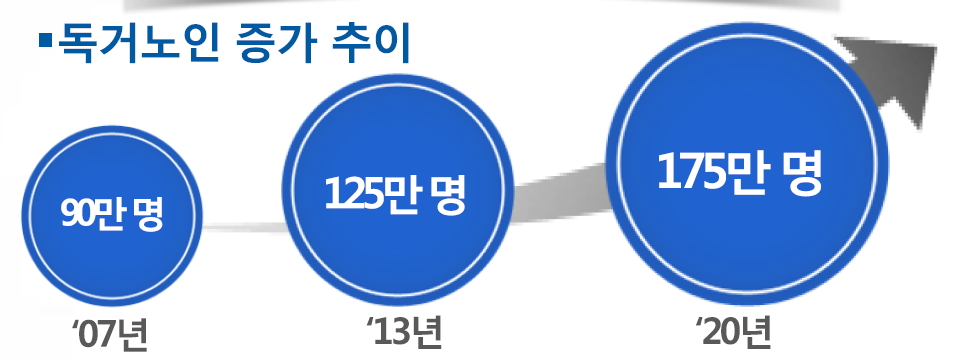 ▪독거노인 증가 추이
90만 명
125만 명
175만 명
‘07년
‘13년
‘20년